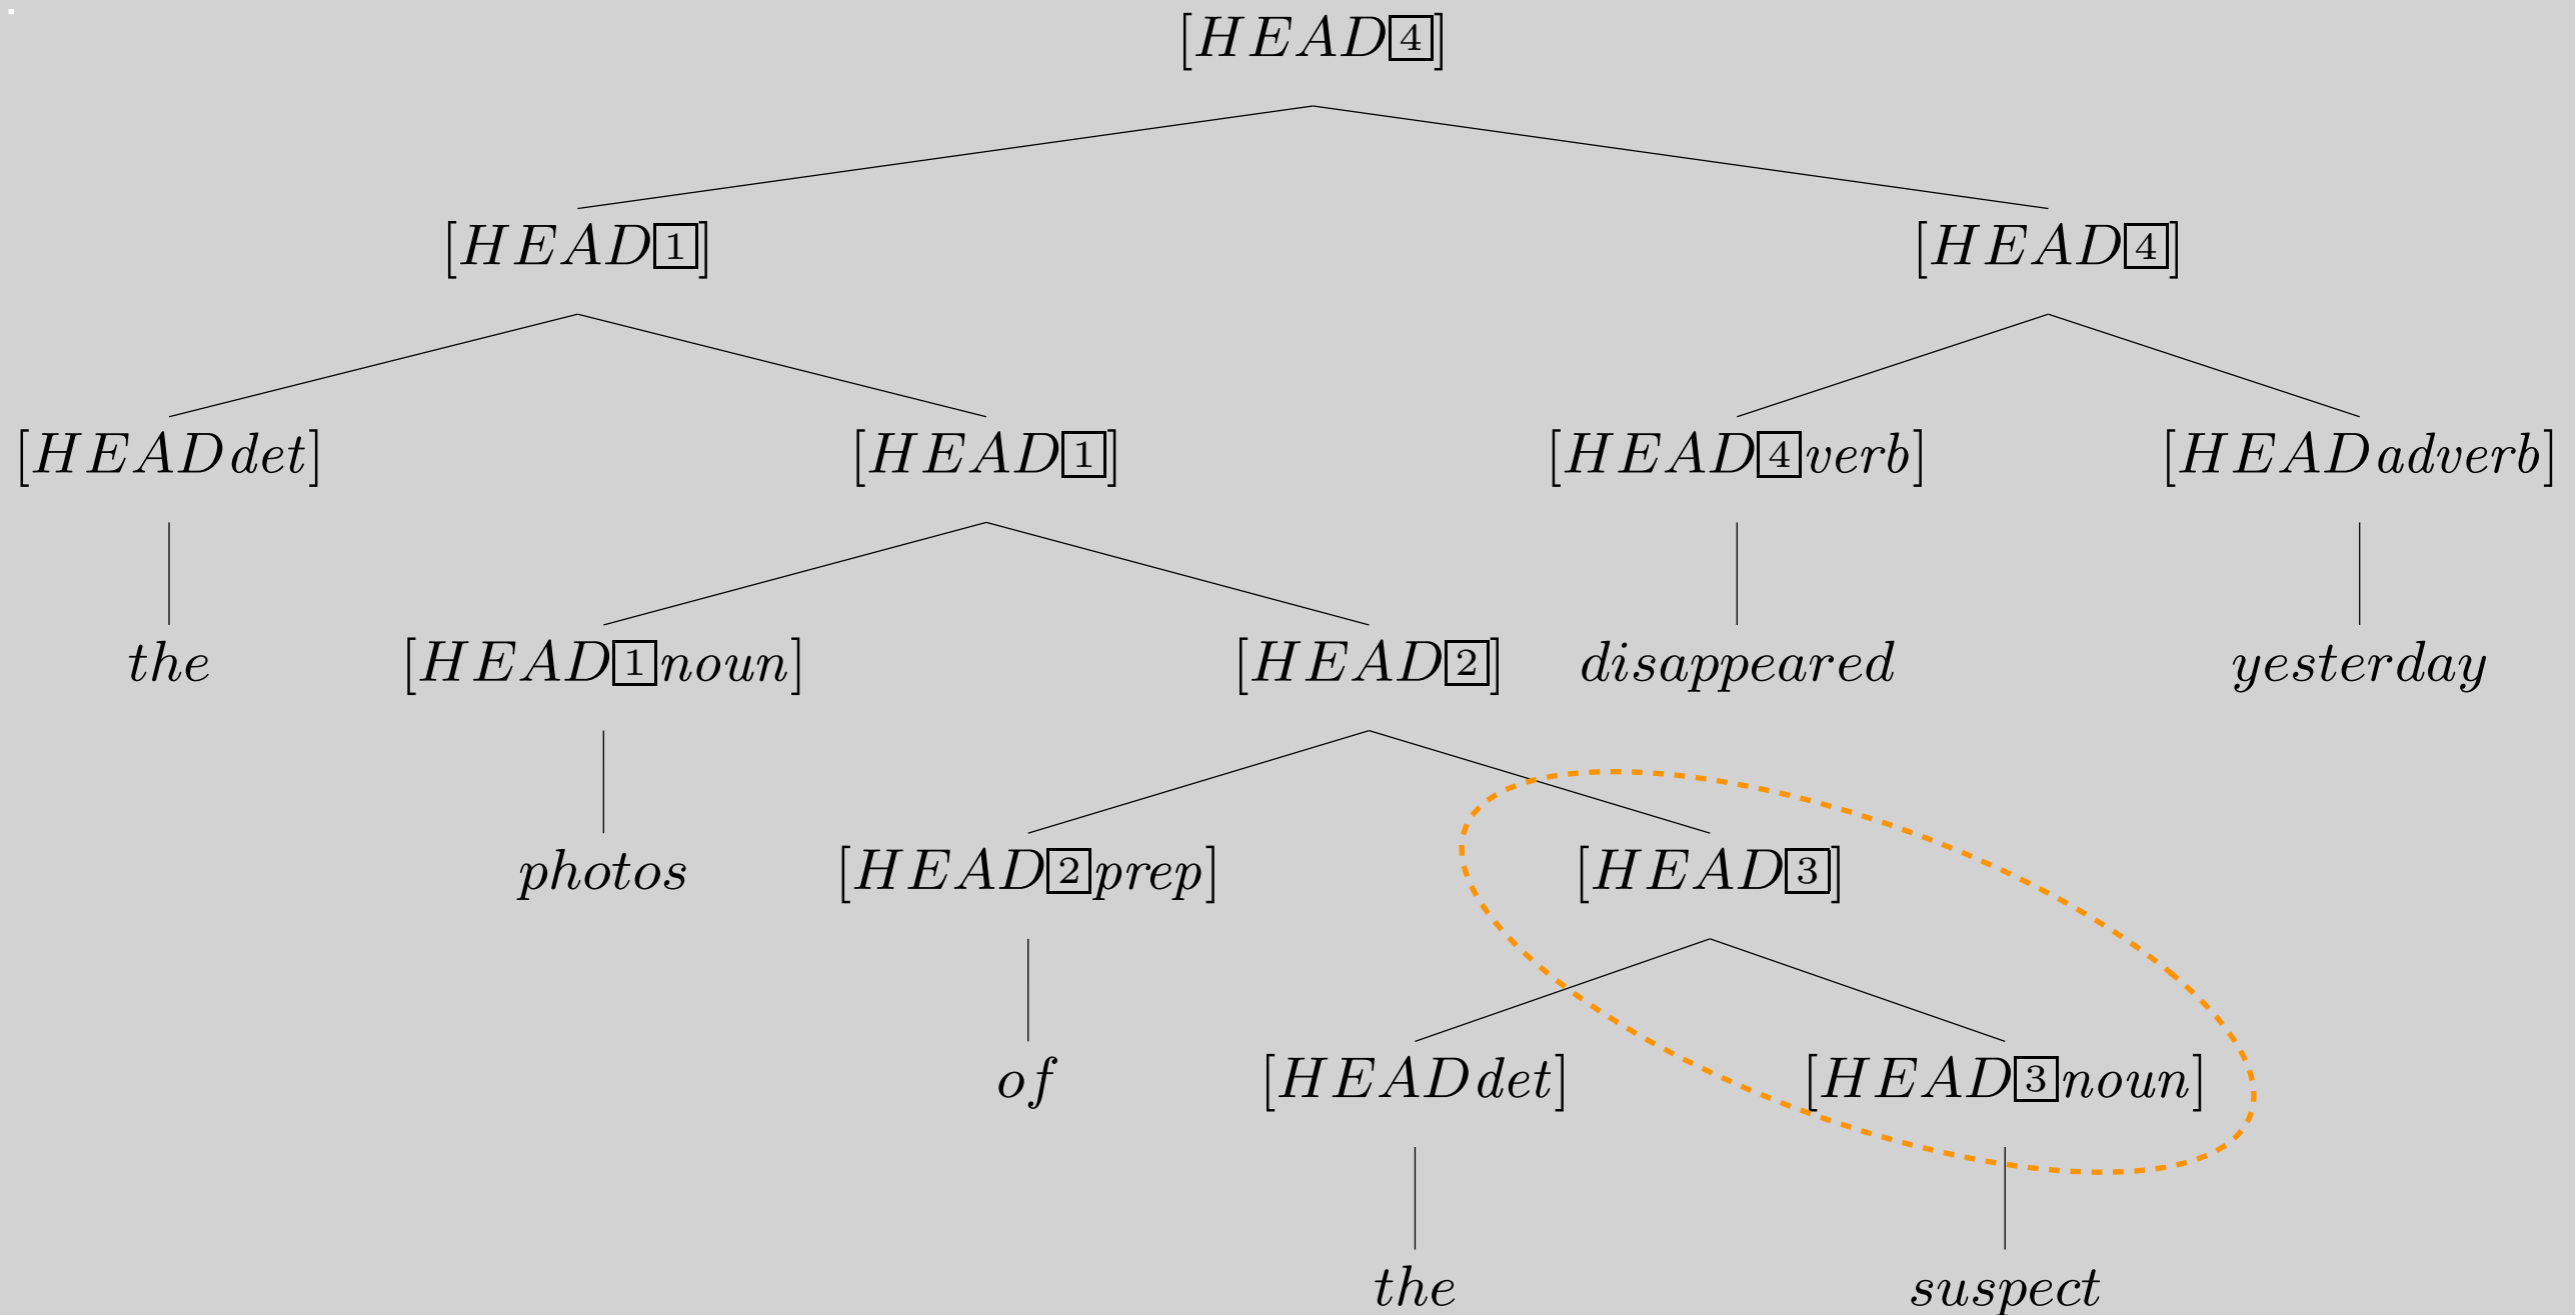 [HEAD4]
[HEAD1] [HEAD4]
[HEADdet] [HEAD1] [HEAD4verb] [HEADadverb]
the [HEAD1noun] [HEAD2] disappeared yesterday
photos [HEAD2prep] [HEAD3]
of [HEADdet] [HEAD3noun]
the suspect